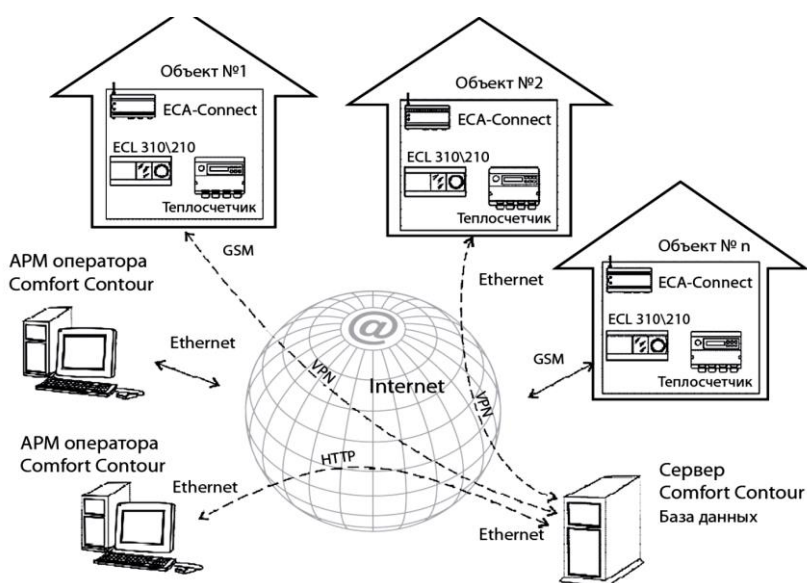 Объект №1
ECA-Connect
ECL 310\210
Теплосчетчик
Объект №2
ECA-Connect
ECL 310\210
Теплосчетчик
Объект № n
ECA-Connect
ECL 310\210
Теплосчетчик
GSM
Ethernet
GSM
АРМ оператора
Comfort Contour
Ethernet
@
Internet
VPN
VPN
HTTP
АРМ оператора
Comfort Contour
Ethernet
Ethernet
Сервер
Comfort Contour
База данных